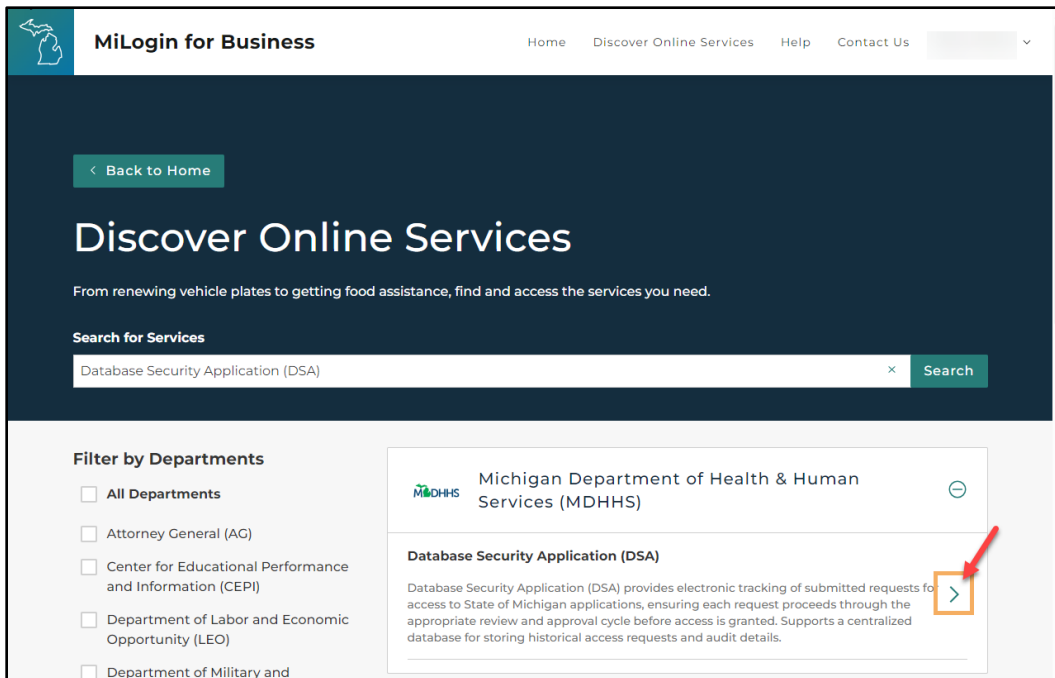 MiLogin for Business
Home Discover Online Services Help Contact Us
< Back to Home
Discover Online Services
From renewing vehicle plates to getting food assistance, find and access the services you need.
Search for Services
Database Security Application (DSA) × Search
Filter by Departments
All Departments
Attorney General (AG)
Center for Educational Performance
and Information (CEPI)
Department of Labor and Economic
Opportunity (LEO)
Department of Military and
MDHHS
Michigan Department of Health & Human
Services (MDHHS)
Database Security Application (DSA)
Database Security Application (DSA) provides electronic tracking of submitted requests fo
access to State of Michigan applications, ensuring each request proceeds through the
appropriate review and approval cycle before access is granted. Supports a centralized
database for storing historical access requests and audit details.